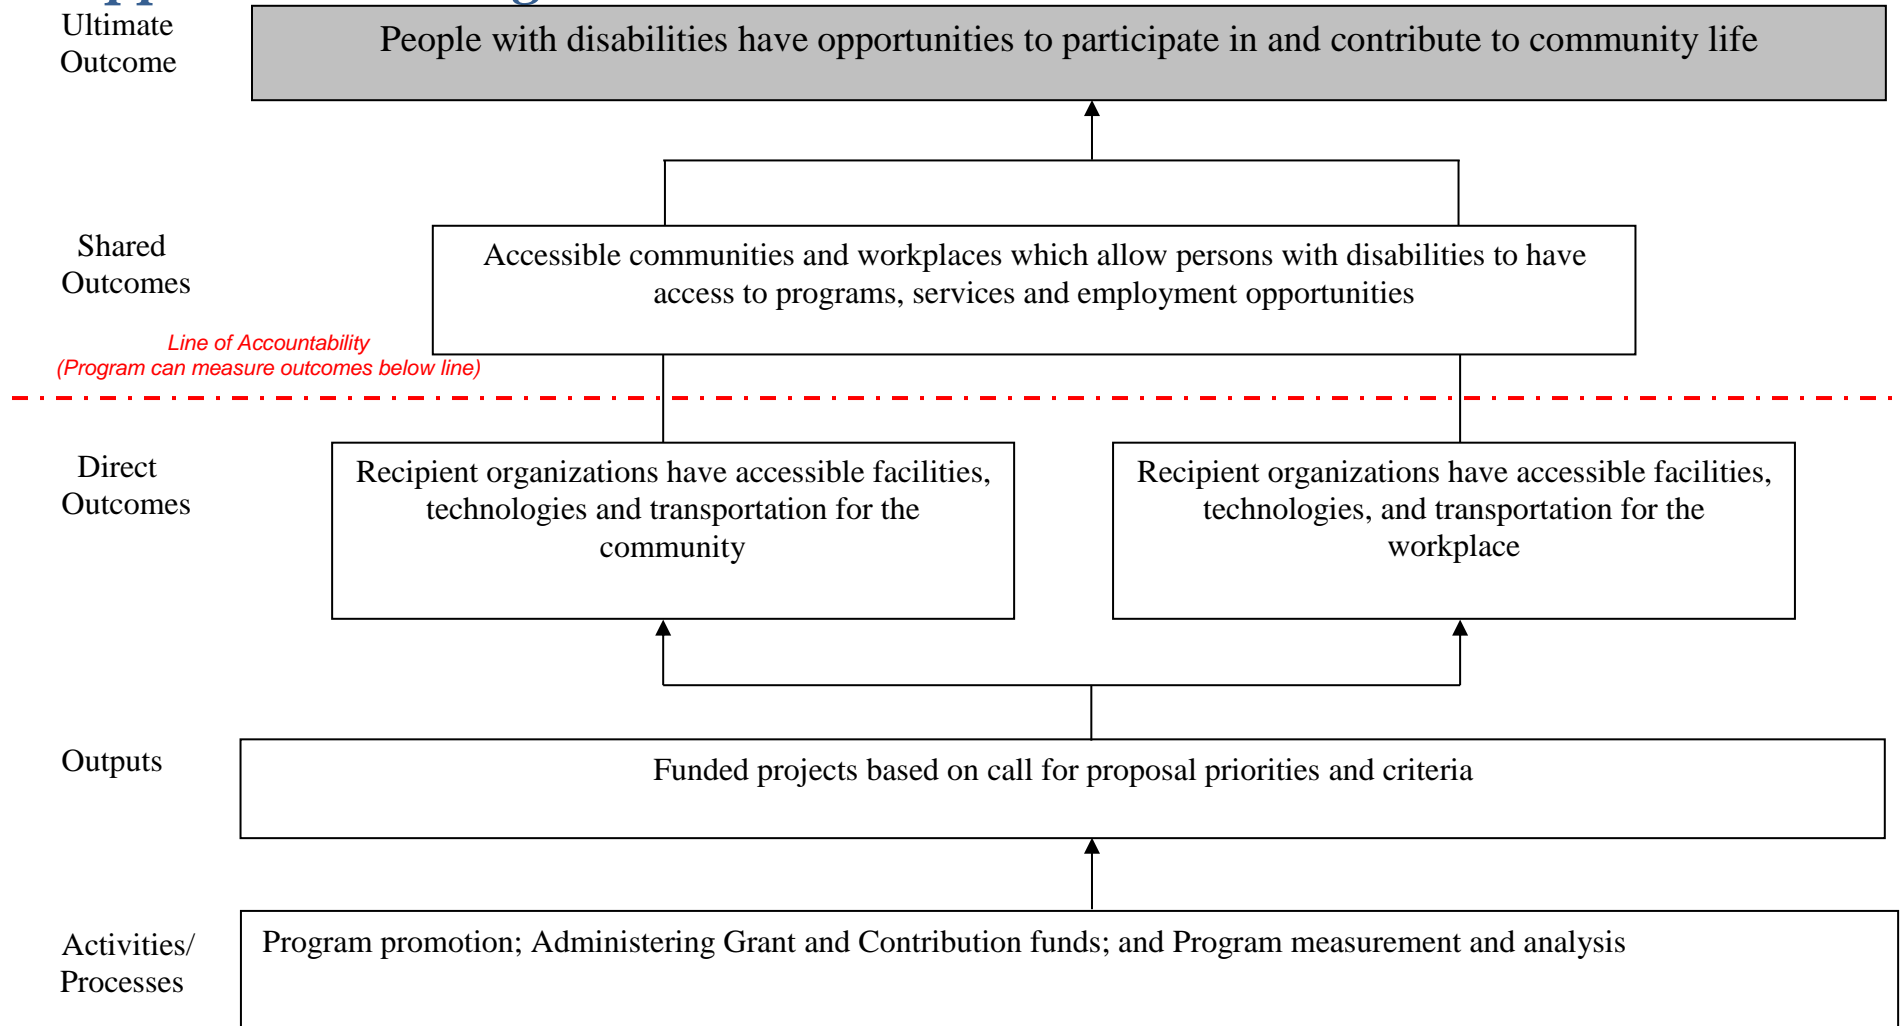 Ultimate
Outcome
People with disabilities have opportunities to participate in and contribute to community life
Shared
Outcomes
Accessible communities and workplaces which allow persons with disabilities to have
access to programs, services and employment opportunities
Line of Accountability
(Program can measure outcomes below line)
Direct
Outcomes
Recipient organizations have accessible facilities,
technologies and transportation for the
community
Recipient organizations have accessible facilities,
technologies, and transportation for the
workplace
Outputs
Funded projects based on call for proposal priorities and criteria
Activities/
Processes
Program promotion; Administering Grant and Contribution funds; and Program measurement and analysis